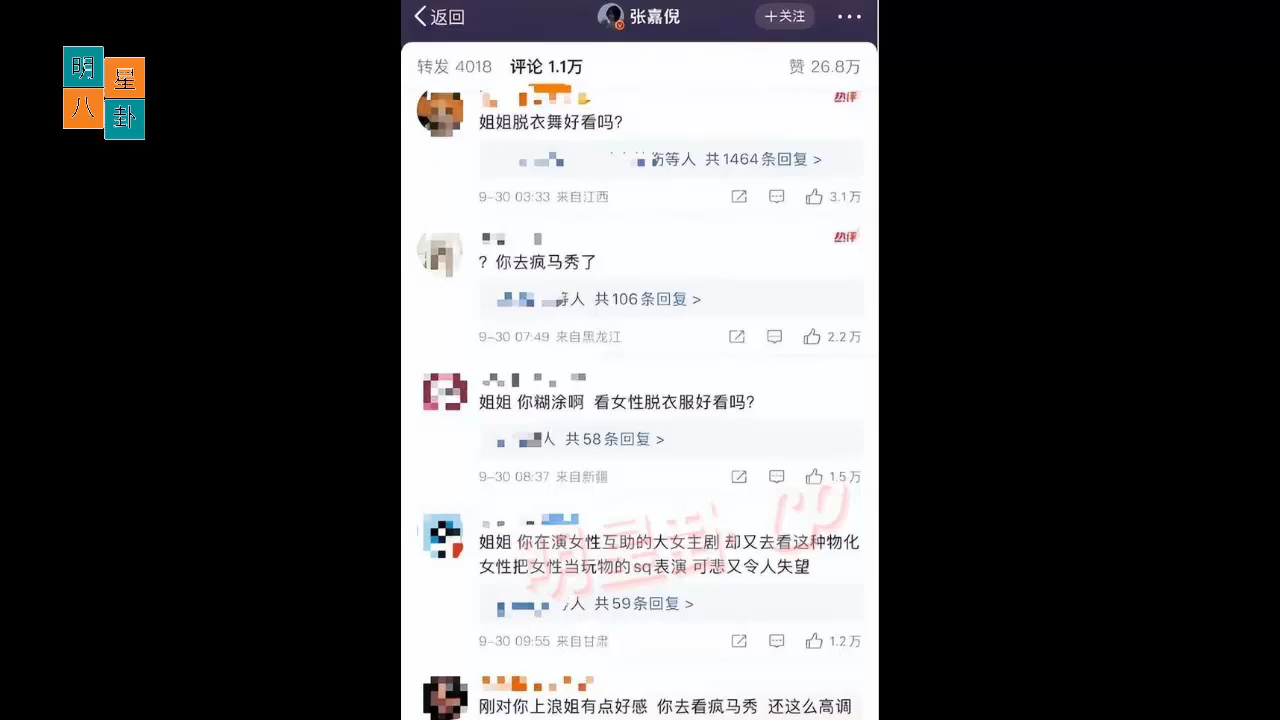 明星
八卦
返回
张嘉倪
+关注
转发 4018 评论 1.1万 赞 26.8万
热评
姐姐脱衣舞好看吗?
伤等人 共1464条回复 >
9-30 03:33 来自江西 3.1万
热评
? 你去疯马秀了
等人 共106条回复 >
9-30 07:49 来自黑龙江 2.2万
姐姐 你糊涂啊 看女性脱衣服好看吗?
人 共58条回复 >
9-30 08:37 来自新疆 1.5万
姐姐 你在演女性互助的大女主剧 却又去看这种物化
女性把女性当玩物的sq表演 可悲又令人失望
人 共59条回复 >
9-30 09:55 来自甘肃 1.2万
刚对你上浪姐有点好感 你去看疯马秀 还这么高调